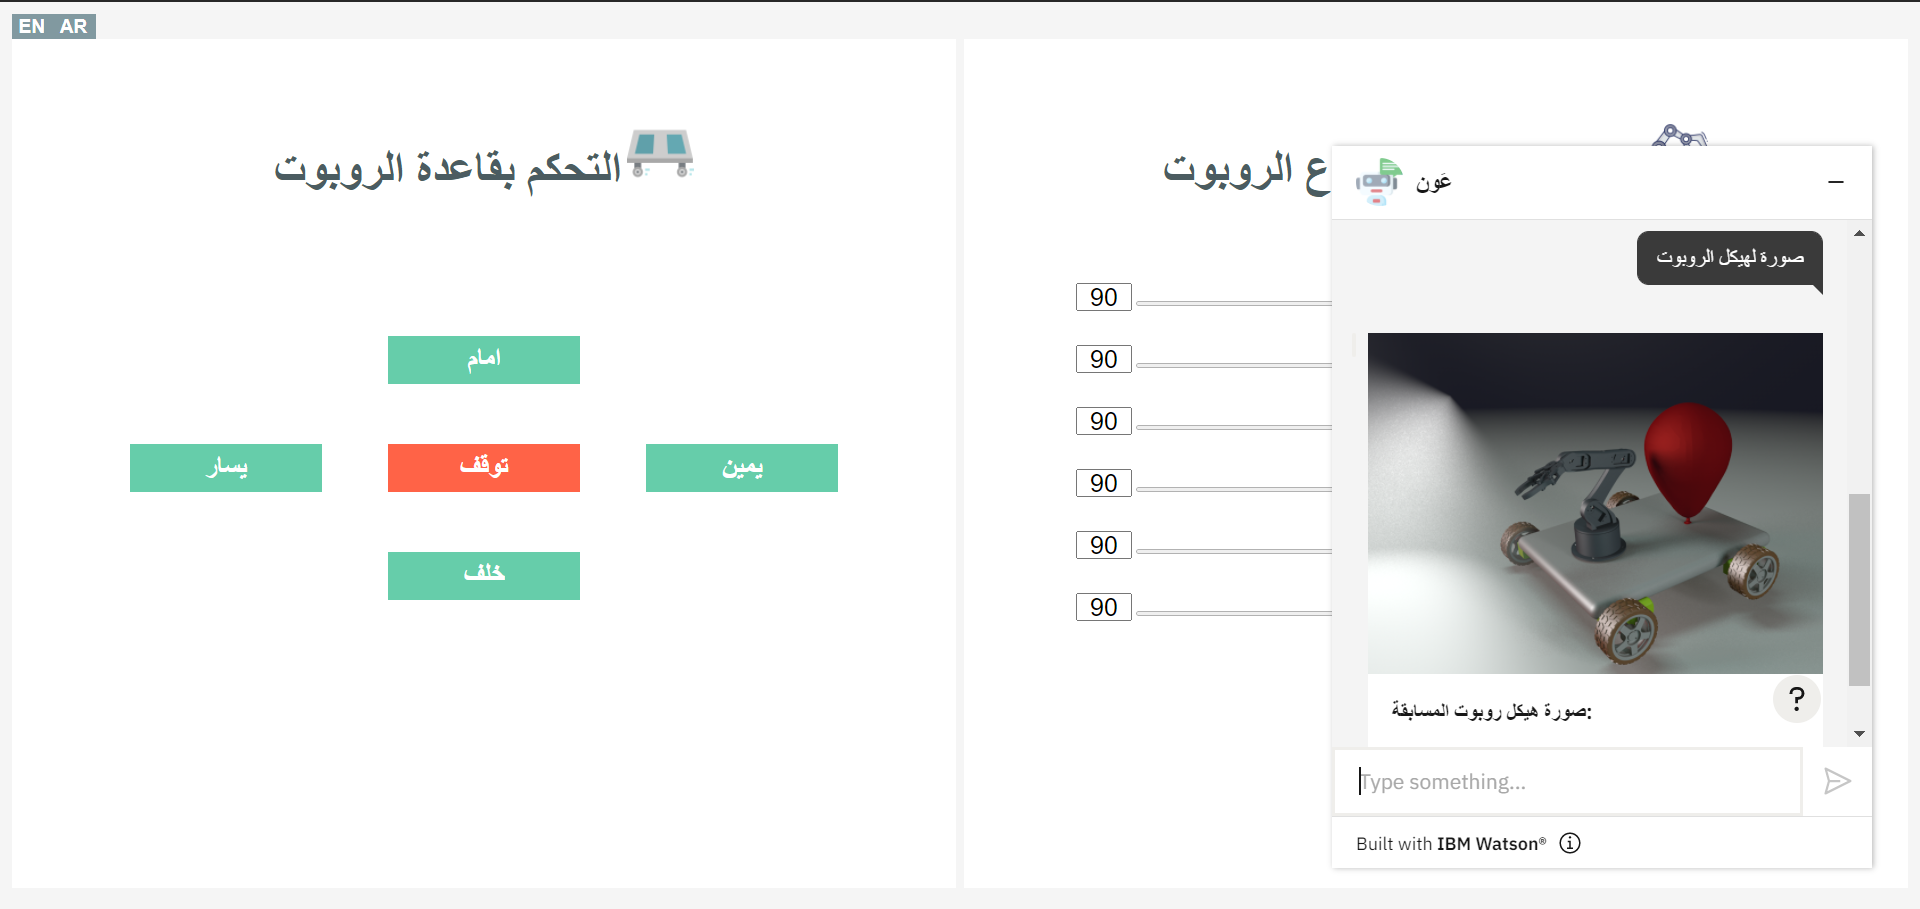 EN AR
التحكم بقاعدة الروبوت
امام
يسار
توقف
يمين
خلف
ع الروبوت
90
90
90
90
90
90
عَون
صورة لهيكل الروبوت
صورة هيكل روبوت المسابقة:
?
Type something...
Built with IBM Watson®